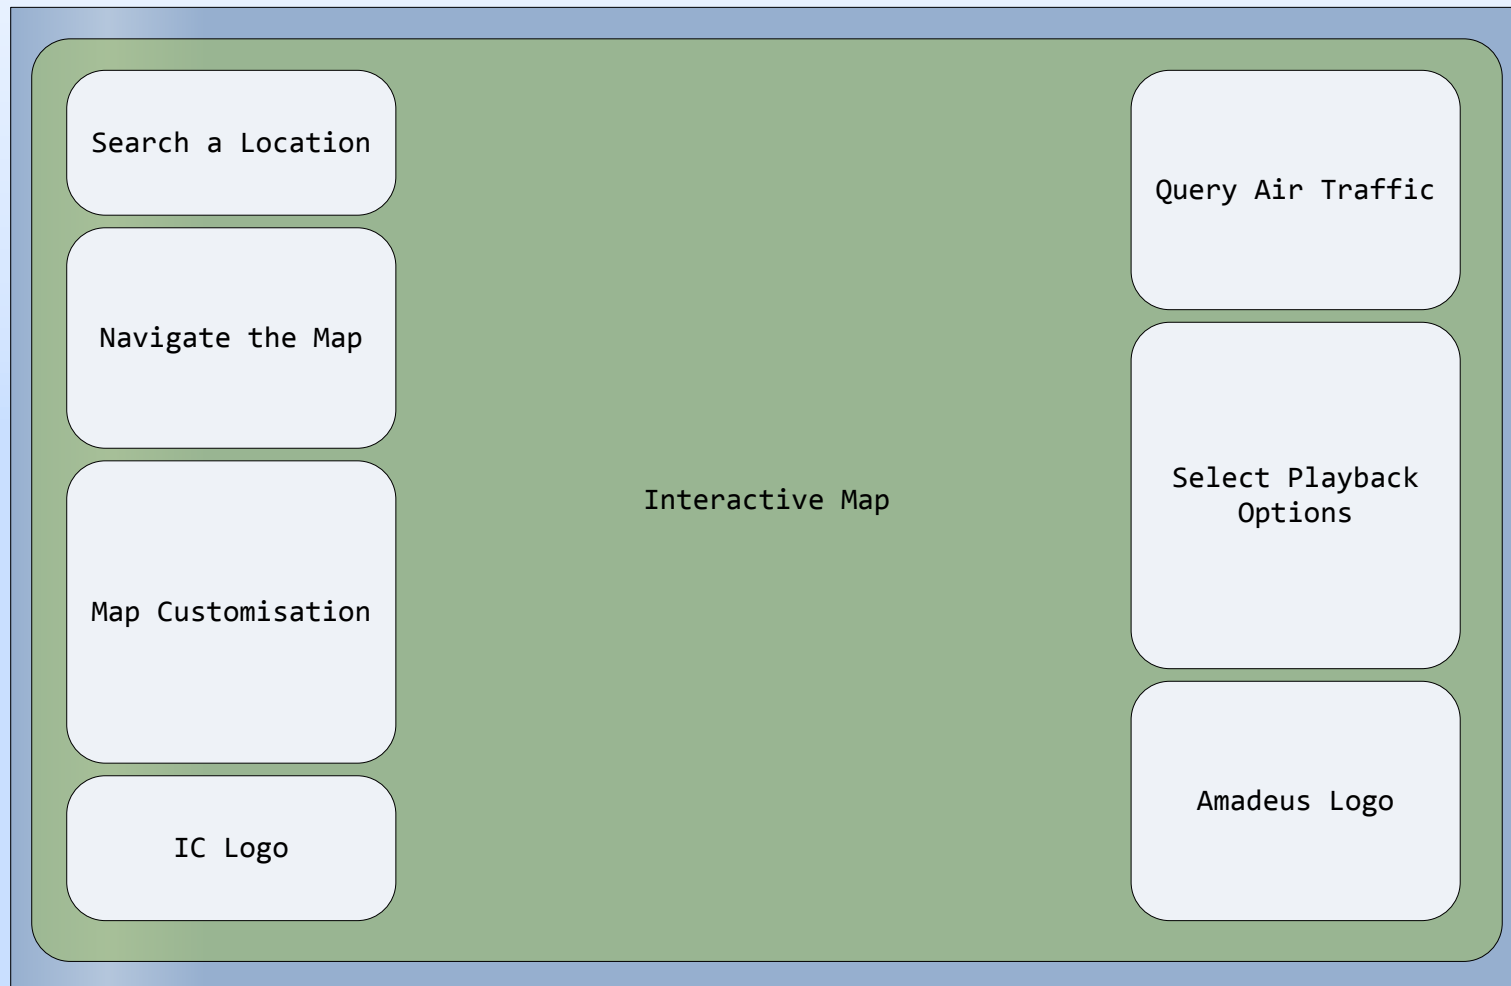 Search a Location
Navigate the Map
Map Customisation
IC Logo
Interactive Map
Query Air Traffic
Select Playback
Options
Amadeus Logo